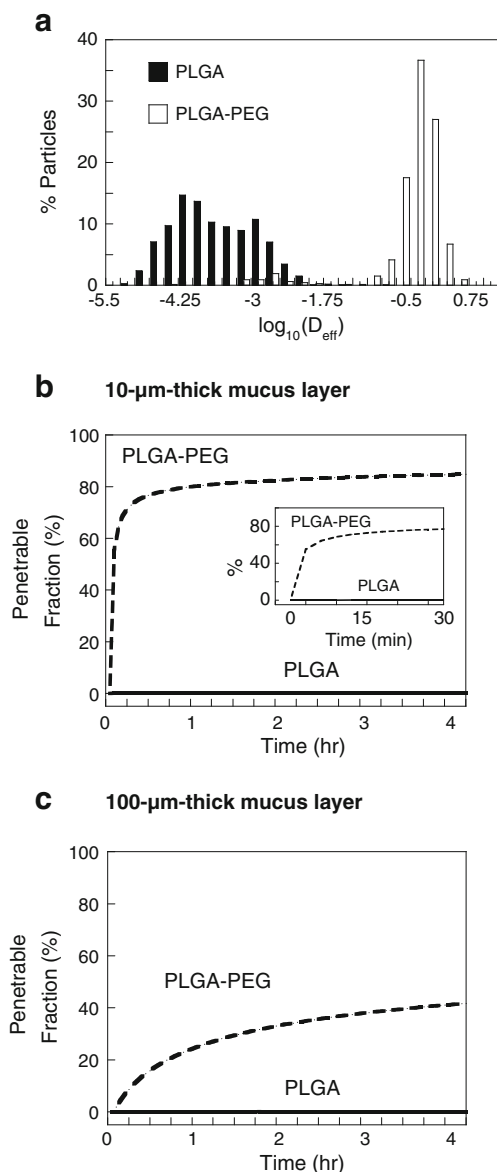 a
40
30
20
10
0
% Particles
PLGA
PLGA-PEG
-5.5 -4.25 -3 -1.75 -0.5 0.75
log10(Deff)
b 10-μm-thick mucus layer
100
80
60
40
20
0
Penetrable
Fraction (%)
PLGA-PEG
80
40
0
%
PLGA-PEG
PLGA
0 15 30
Time (min)
PLGA
0 1 2 3 4
Time (hr)
c 100-μm-thick mucus layer
100
80
60
40
20
0
Penetrable
Fraction (%)
PLGA-PEG
PLGA
0 1 2 3 4
Time (hr)